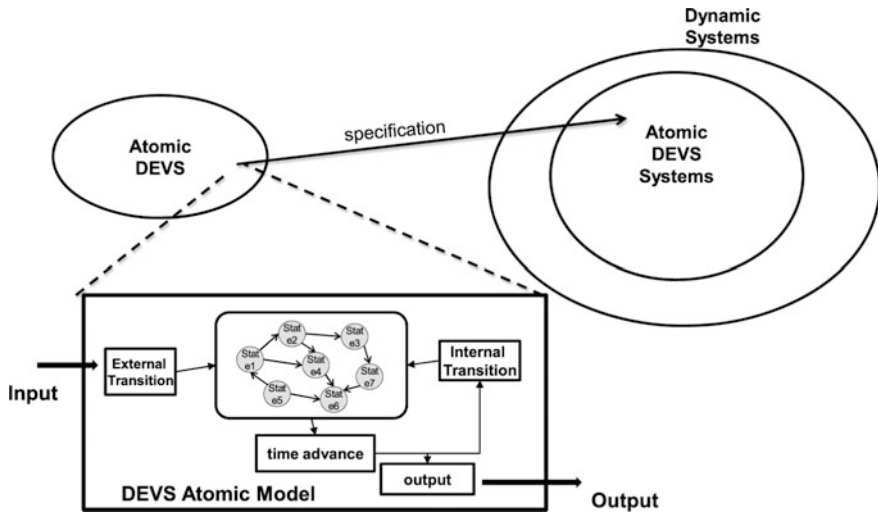 Dynamic
Systems
Atomic
DEVS
specification
Atomic
DEVS
Systems
Input
External
Transition
Stat
e1
Stat
e2
Stat
e3
Stat
e4
Stat
e5
Stat
e6
Stat
e7
Internal
Transition
time advance
output
DEVS Atomic Model
Output